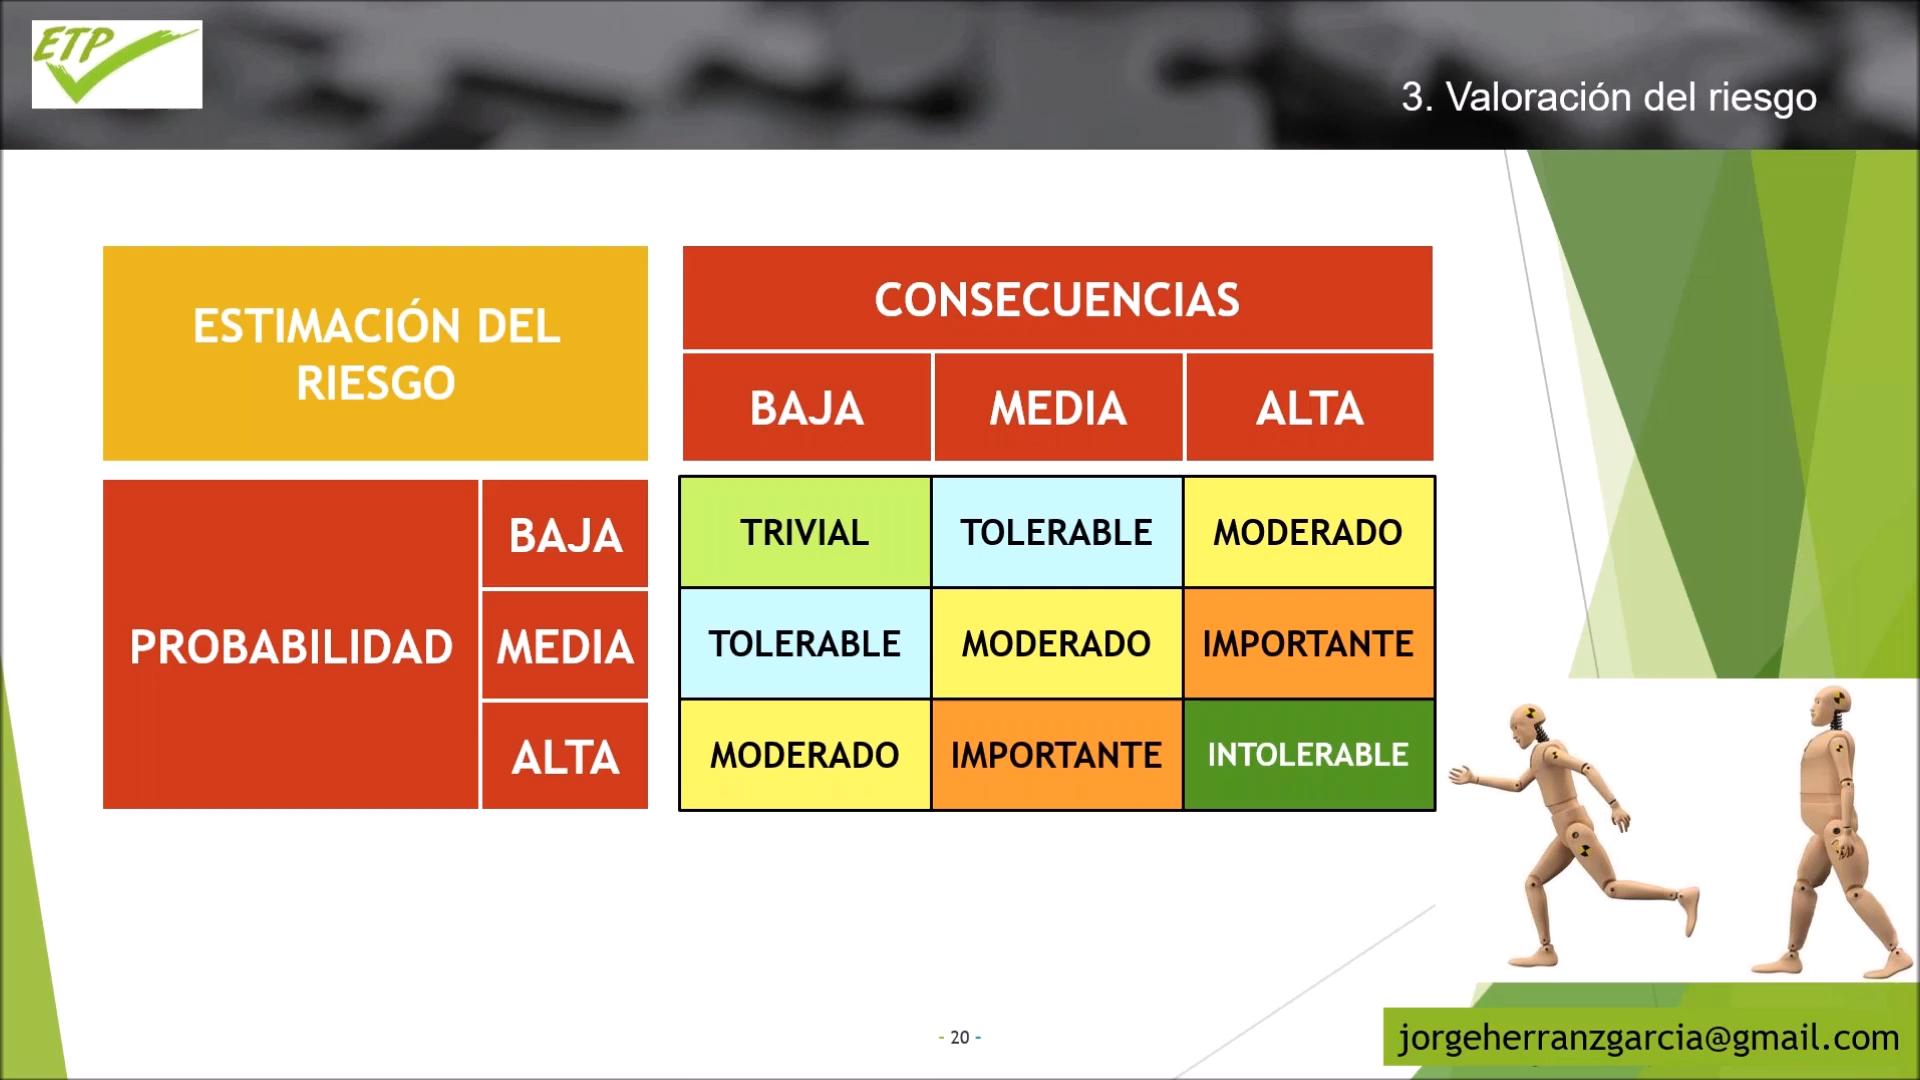 ETP
3. Valoración del riesgo
ESTIMACIÓN DEL
RIESGO
CONSECUENCIAS
BAJA MEDIA ALTA
PROBABILIDAD
BAJA TRIVIAL TOLERABLE MODERADO
MEDIA TOLERABLE MODERADO IMPORTANTE
ALTA MODERADO IMPORTANTE INTOLERABLE
- 20 -
jorgeherranzgarcia@gmail.com